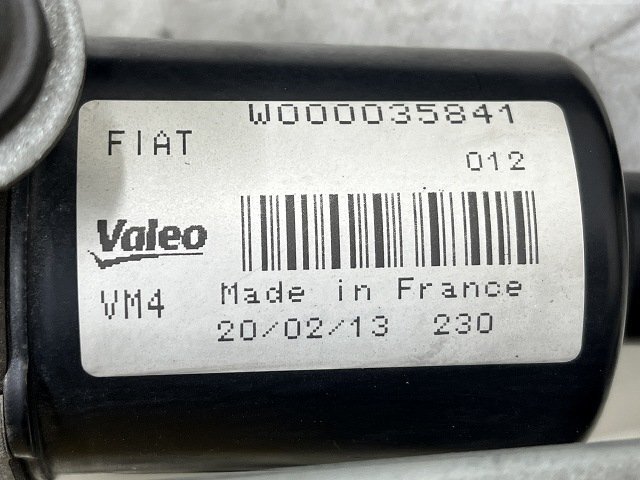 W000035841
FIAT
012
Valeo
VM4 Made in France
20/02/13 230